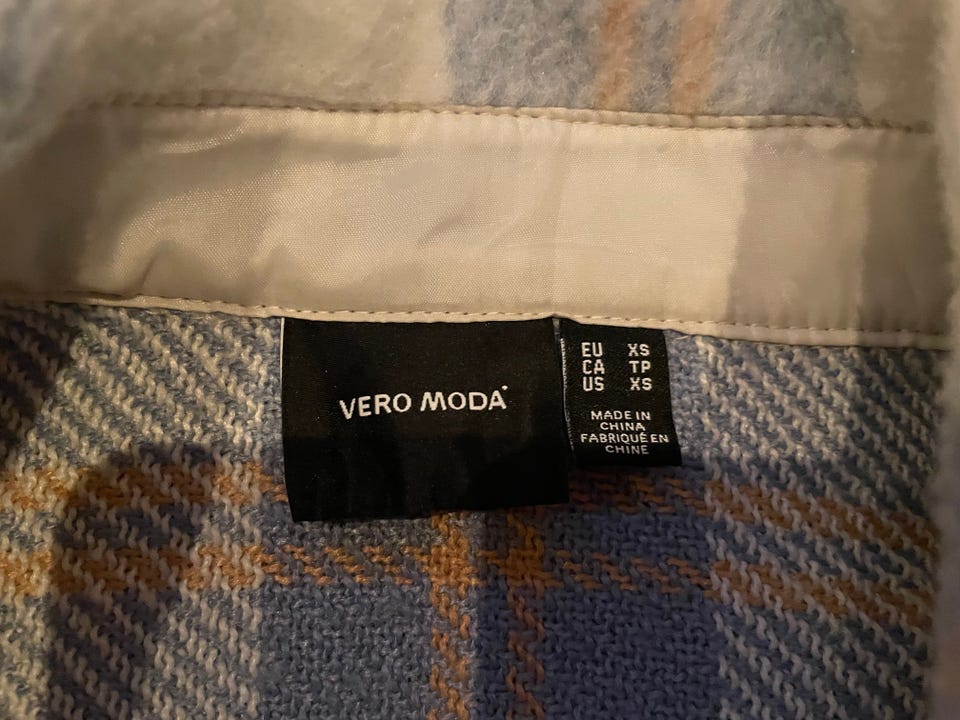 VERO MODA
EU XS
CA TP
US XS
MADE IN
CHINA
FABRIQUÉ EN
CHINE